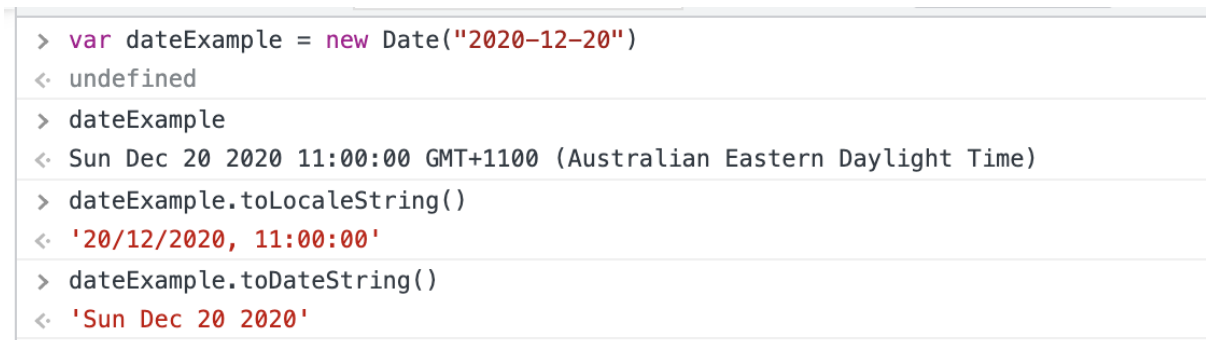 > var dateExample = new Date("2020-12-20")
<· undefined
> dateExample
<· Sun Dec 20 2020 11:00:00 GMT+1100 (Australian Eastern Daylight Time)
> dateExample.toLocaleString()
<· '20/12/2020, 11:00:00'
> dateExample.toDateString()
<· 'Sun Dec 20 2020'